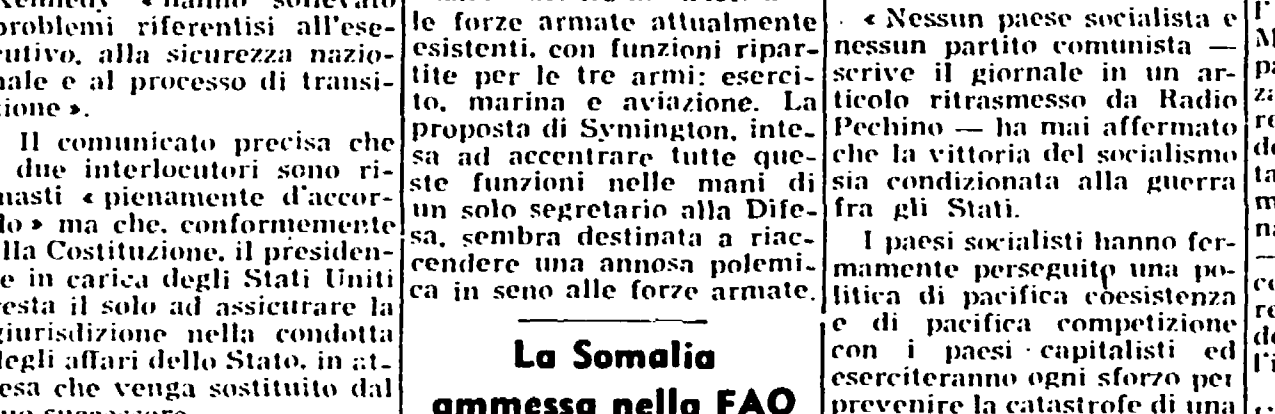 problemi riferentisi all'ese-
cutivo, alla sicurezza nazio-
nale e al processo di transi-
zione ».
Il comunicato precisa che
due interlocutori sono ri-
masti « pienamente d'accor-
do » ma che, conformemente
alla Costituzione, il presiden-
te in carica degli Stati Uniti
resta il solo ad assicurare la
giurisdizione nella condotta
degli affari dello Stato, in at-
tesa che venga sostituito dal
le forze armate attualmente
esistenti, con funzioni ripar-
tite per le tre armi: eserci-
to, marina e aviazione. La
proposta di Symington, inte-
sa ad accentrare tutte que-
ste funzioni nelle mani di
un solo segretario alla Dife-
sa, sembra destinata a riac-
cendere una annosa polemi-
ca in seno alle forze armate.
La Somalia
ammessa nella FAO
« Nessun paese socialista e
nessun partito comunista —
scrive il giornale in un ar-
ticolo ritrasmesso da Radio
Pechino — ha mai affermato
che la vittoria del socialismo
sia condizionata alla guerra
fra gli Stati.
I paesi socialisti hanno fer-
mamente perseguito una po-
litica di pacifica coesistenza
e di pacifica competizione
con i paesi capitalisti ed
eserciteranno ogni sforzo per
prevenire la catastrofe di una